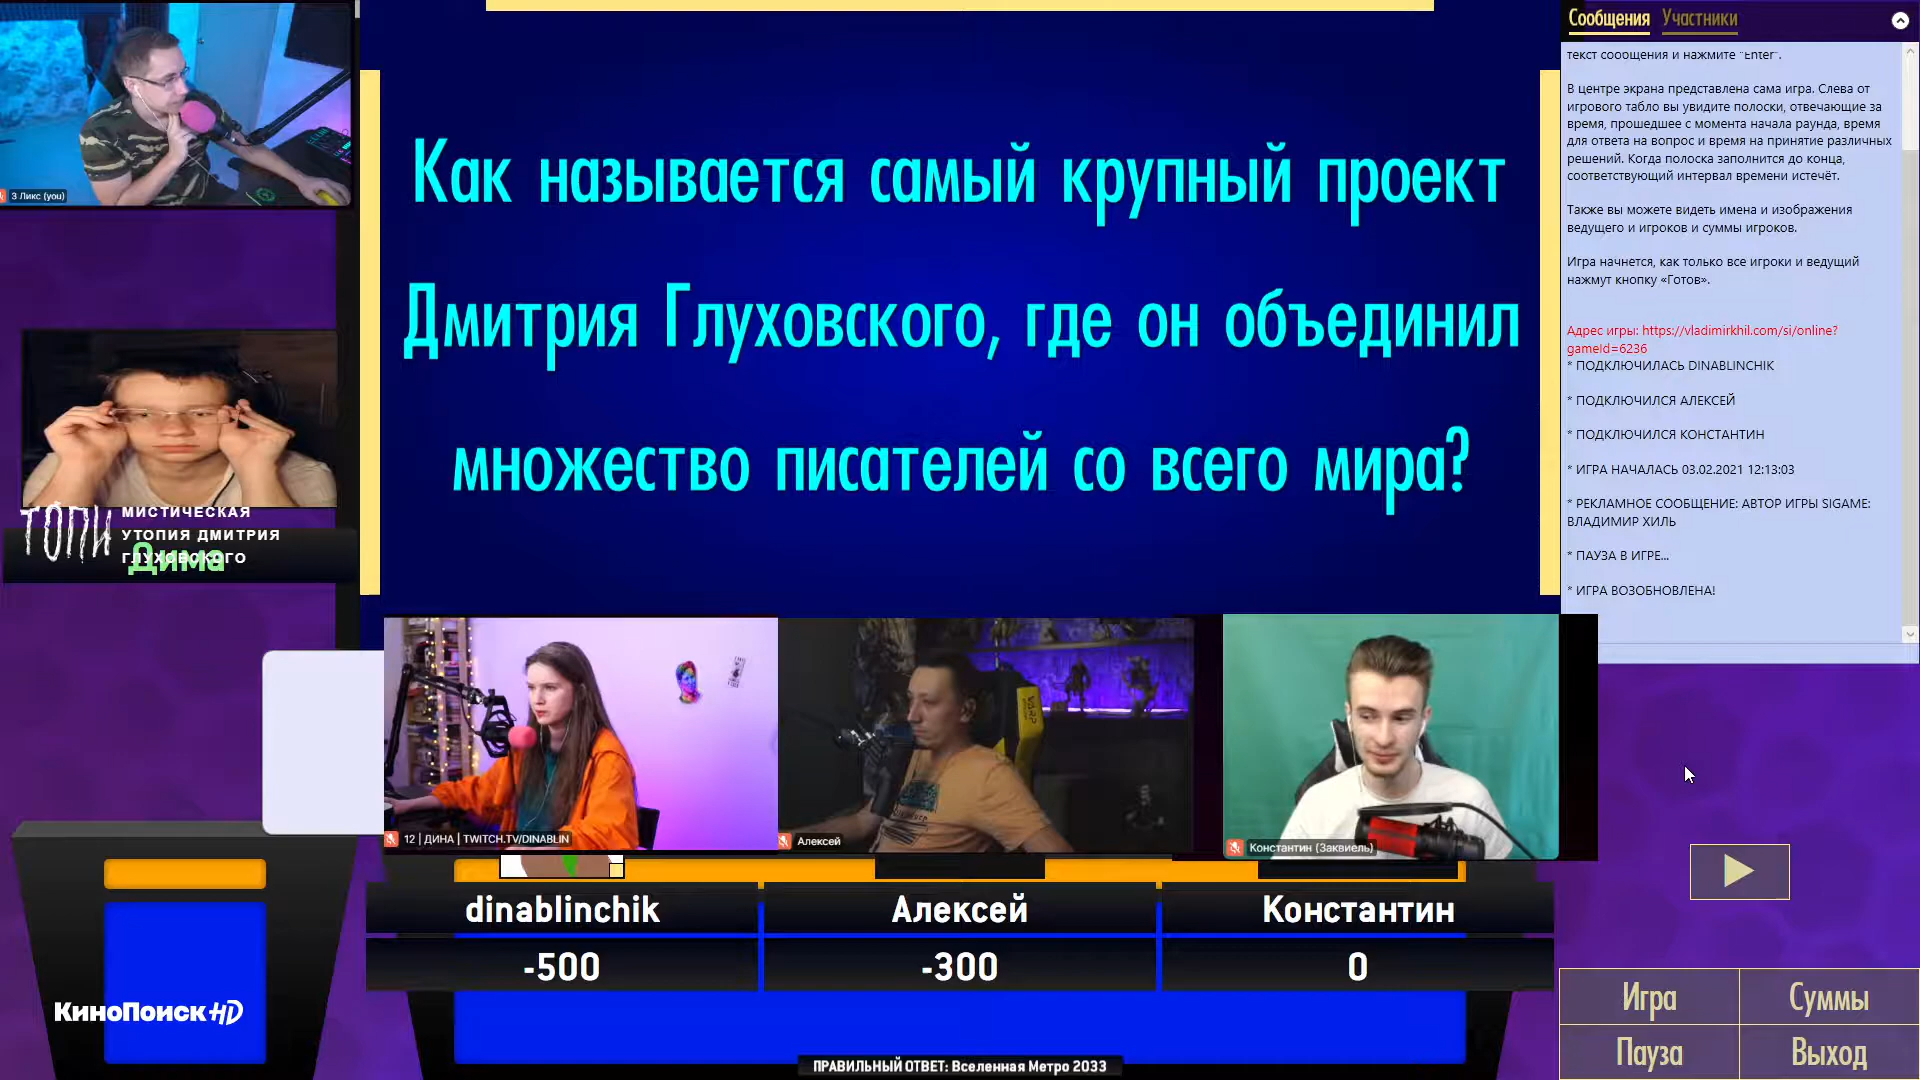 Как называется самый крупный проект
Дмитрия Глуховского, где он объединил
множество писателей со всего мира?
З Ликс (you)
ТОПИ
МИСТИЧЕСКАЯ
УТОПИЯ ДМИТРИЯ
ГЛУХОВСКОГО
Дима
Сообщения Участники
текст сообщения и нажмите "Enter".
В центре экрана представлена сама игра. Слева от
игрового табло вы увидите полоски, отвечающие за
время, прошедшее с момента начала раунда, время
для ответа на вопрос и время на принятие различных
решений. Когда полоска заполнится до конца,
соответствующий интервал времени истечёт.
Также вы можете видеть имена и изображения
ведущего и игроков и суммы игроков.
Игра начнется, как только все игроки и ведущий
нажмут кнопку «Готов».
Адрес игры: https://vladimirkhil.com/si/online?
gameId=6236
* ПОДКЛЮЧИЛАСЬ DINABLINCHIK
* ПОДКЛЮЧИЛСЯ АЛЕКСЕЙ
* ПОДКЛЮЧИЛСЯ КОНСТАНТИН
* ИГРА НАЧАЛАСЬ 03.02.2021 12:13:03
* РЕКЛАМНОЕ СООБЩЕНИЕ: АВТОР ИГРЫ SIGAME:
ВЛАДИМИР ХИЛЬ
* ПАУЗА В ИГРЕ...
* ИГРА ВОЗОБНОВЛЕНА!
12 | ДИНА | TWITCH.TV/DINABLIN
Алексей
Константин (Заквиель)
dinablinchik
Алексей
Константин
-500
-300
0
КиноПоиск HD
ПРАВИЛЬНЫЙ ОТВЕТ: Вселенная Метро 2033
Игра
Суммы
Пауза
Выход